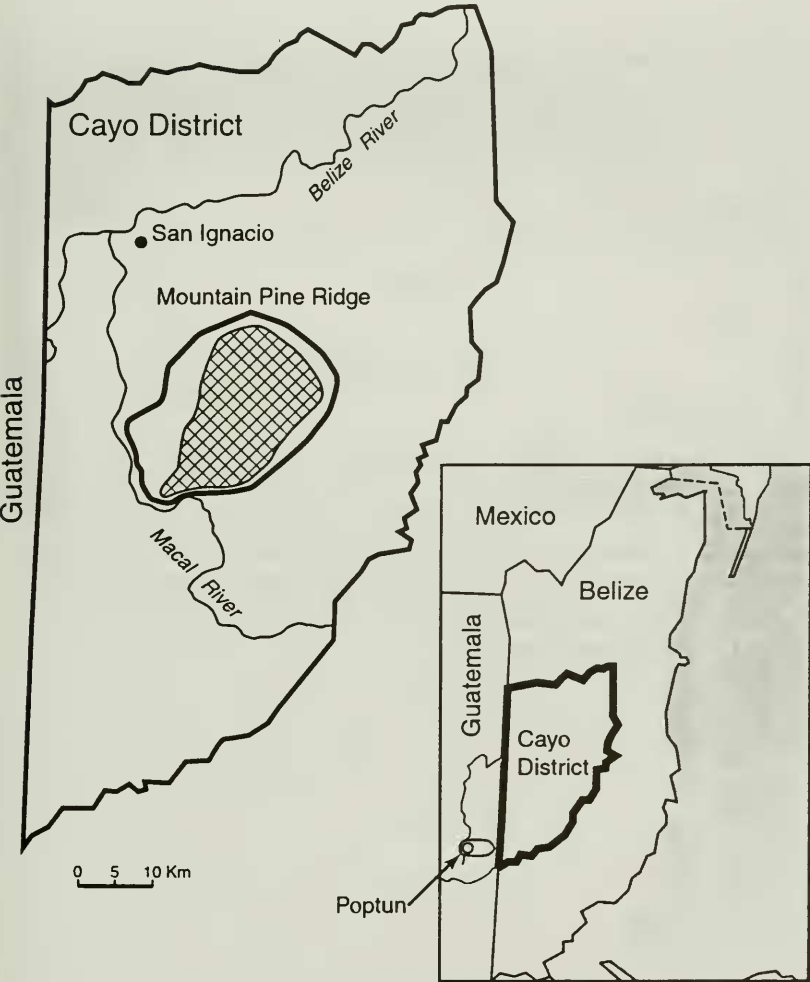 Cayo District
Belize River
San Ignacio
Mountain Pine Ridge
Guatemala
Macal River
0 5 10 Km
Mexico
Belize
Guatemala
Cayo
District
Poptun